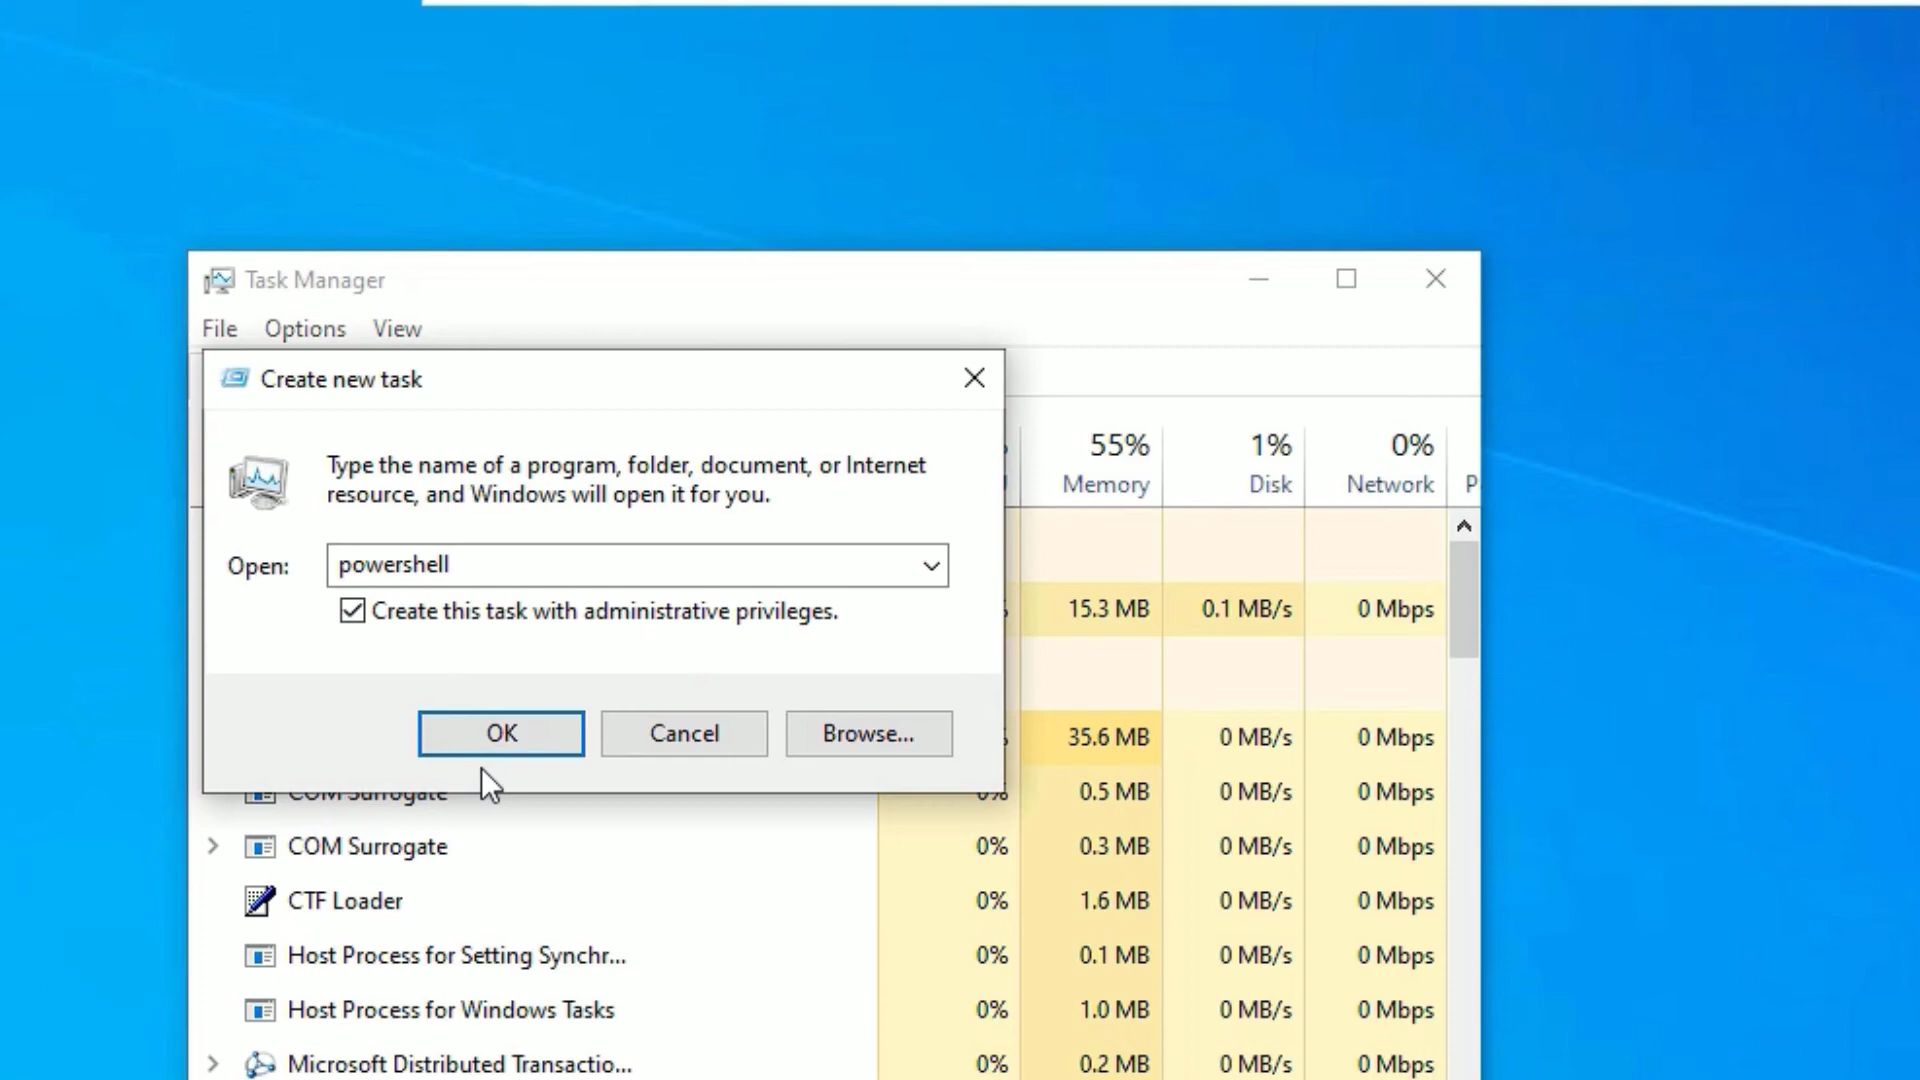 Task Manager
File Options View
Create new task
Type the name of a program, folder, document, or Internet
resource, and Windows will open it for you.
Open: powershell
Create this task with administrative privileges.
OK Cancel Browse...
55% 1% 0%
Memory Disk Network P
15.3 MB 0.1 MB/s 0 Mbps
35.6 MB 0 MB/s 0 Mbps
COM Surrogate 0% 0.5 MB 0 MB/s 0 Mbps
COM Surrogate 0% 0.3 MB 0 MB/s 0 Mbps
CTF Loader 0% 1.6 MB 0 MB/s 0 Mbps
Host Process for Setting Synchr... 0% 0.1 MB 0 MB/s 0 Mbps
Host Process for Windows Tasks 0% 1.0 MB 0 MB/s 0 Mbps
Microsoft Distributed Transactio... 0% 0.2 MB 0 MB/s 0 Mbps